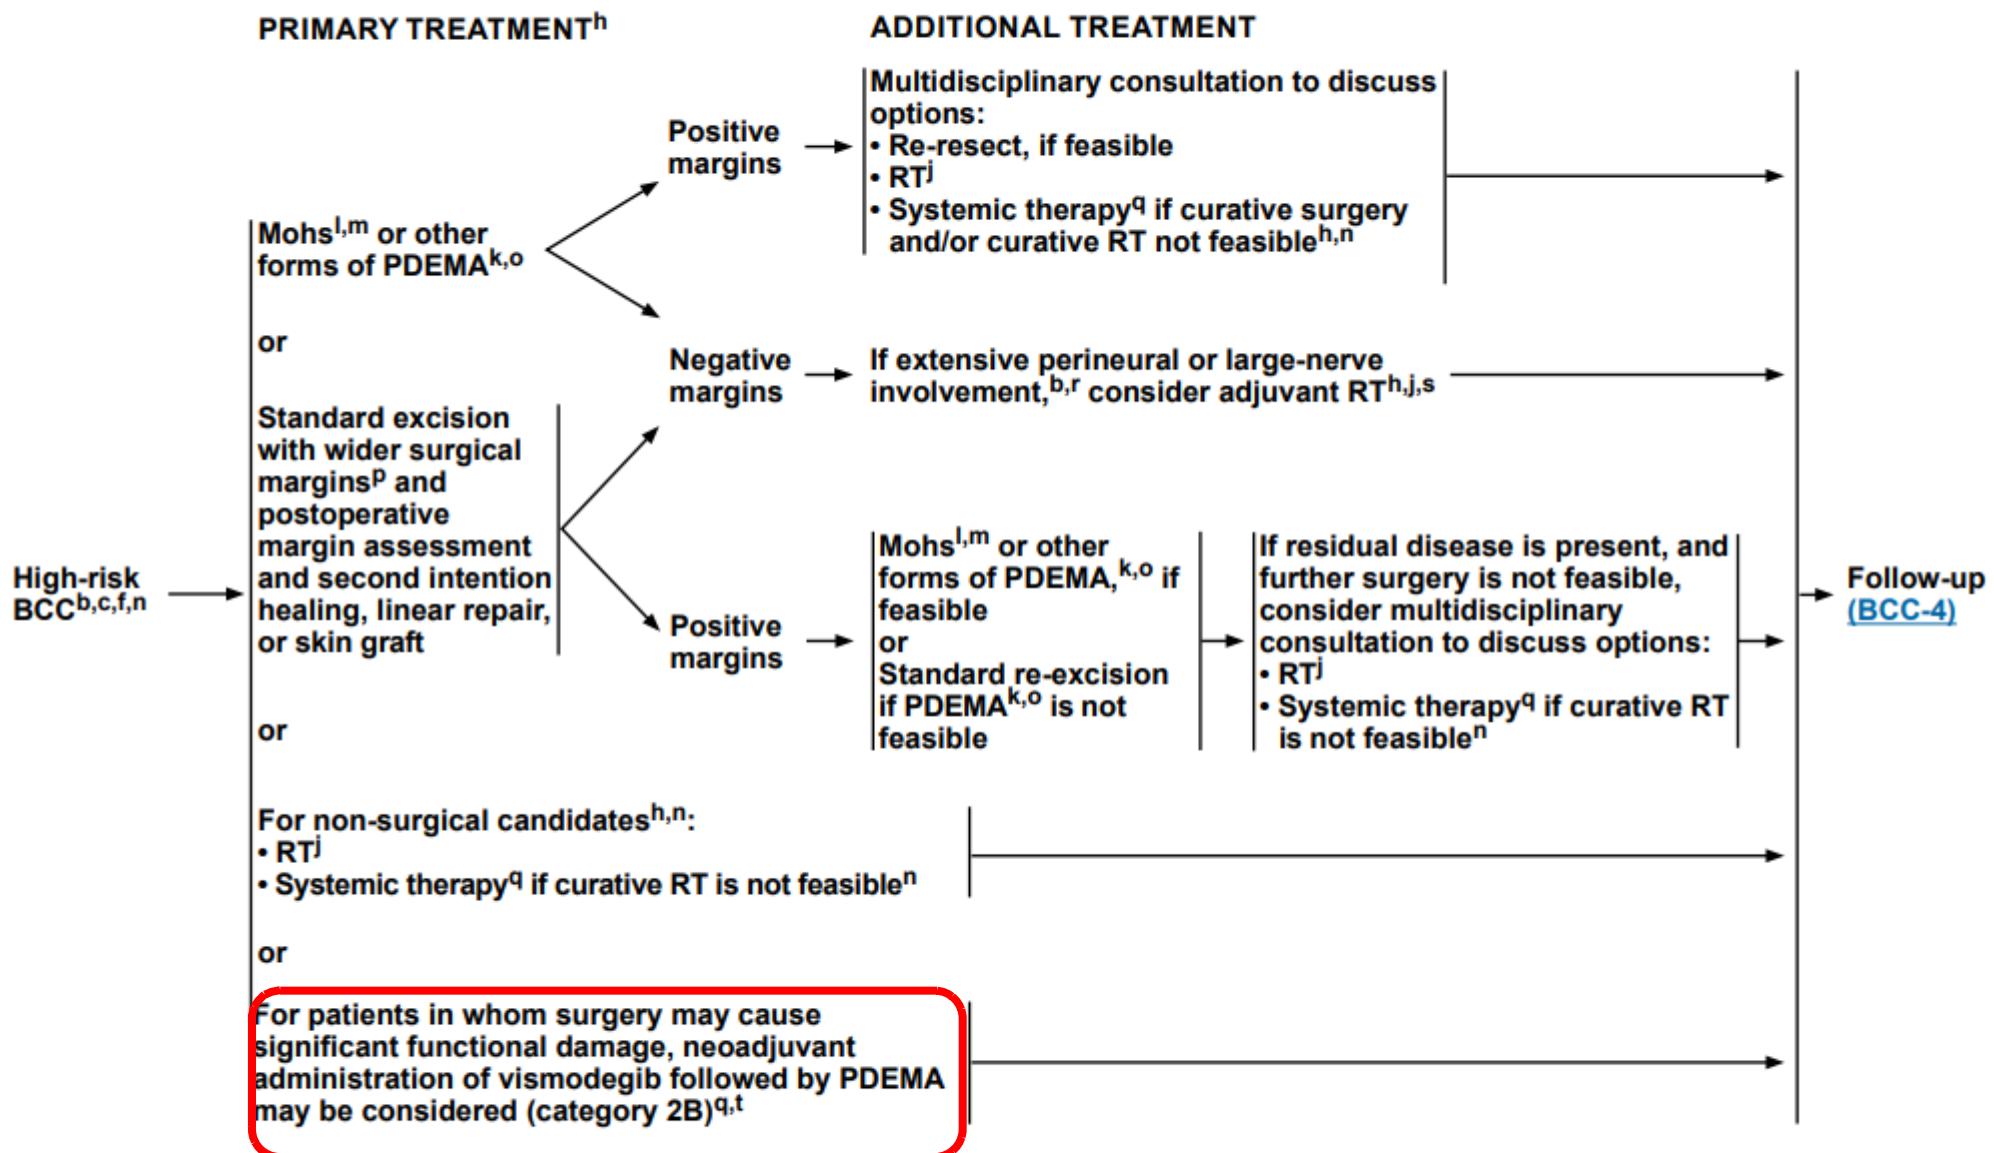 PRIMARY TREATMENTh
ADDITIONAL TREATMENT
High-risk
BCCb,c,f,n
Mohsl,m or other
forms of PDEMAk,o
or
Standard excision
with wider surgical
marginsp and
postoperative
margin assessment
and second intention
healing, linear repair,
or skin graft
or
For non-surgical candidatesh,n:
• RTj
• Systemic therapyq if curative RT is not feasiblen
or
For patients in whom surgery may cause
significant functional damage, neoadjuvant
administration of vismodegib followed by PDEMA
may be considered (category 2B)q,t
Positive
margins
Multidisciplinary consultation to discuss
options:
• Re-resect, if feasible
• RTj
• Systemic therapyq if curative surgery
and/or curative RT not feasibleh,n
Negative
margins
If extensive perineural or large-nerve
involvement,b,r consider adjuvant RTh,j,s
Positive
margins
Mohsl,m or other
forms of PDEMA,k,o if
feasible
or
Standard re-excision
if PDEMAk,o is not
feasible
If residual disease is present, and
further surgery is not feasible,
consider multidisciplinary
consultation to discuss options:
• RTj
• Systemic therapyq if curative RT
is not feasiblen
Follow-up
(BCC-4)